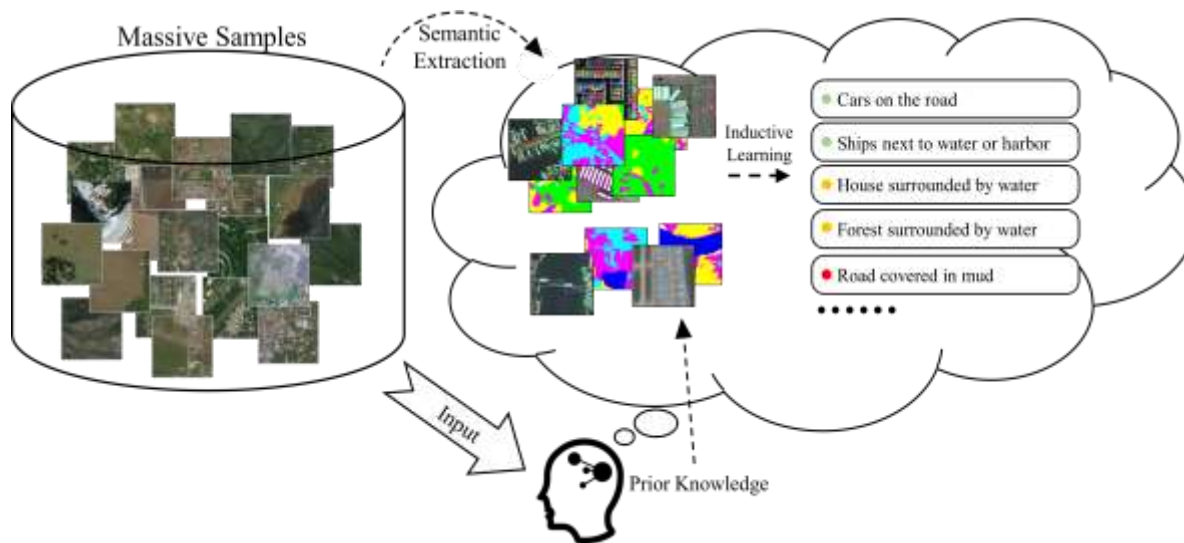 Massive Samples
Semantic
Extraction
Inductive
Learning
Cars on the road
Ships next to water or harbor
House surrounded by water
Forest surrounded by water
Road covered in mud
••••••
Input
Prior Knowledge